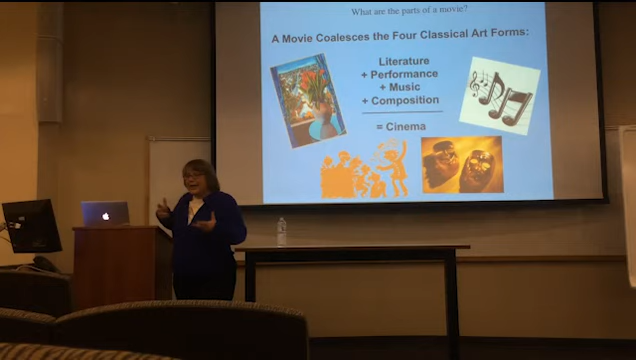 What are the parts of a movie?
A Movie Coalesces the Four Classical Art Forms:
Literature
+ Performance
+ Music
+ Composition
= Cinema